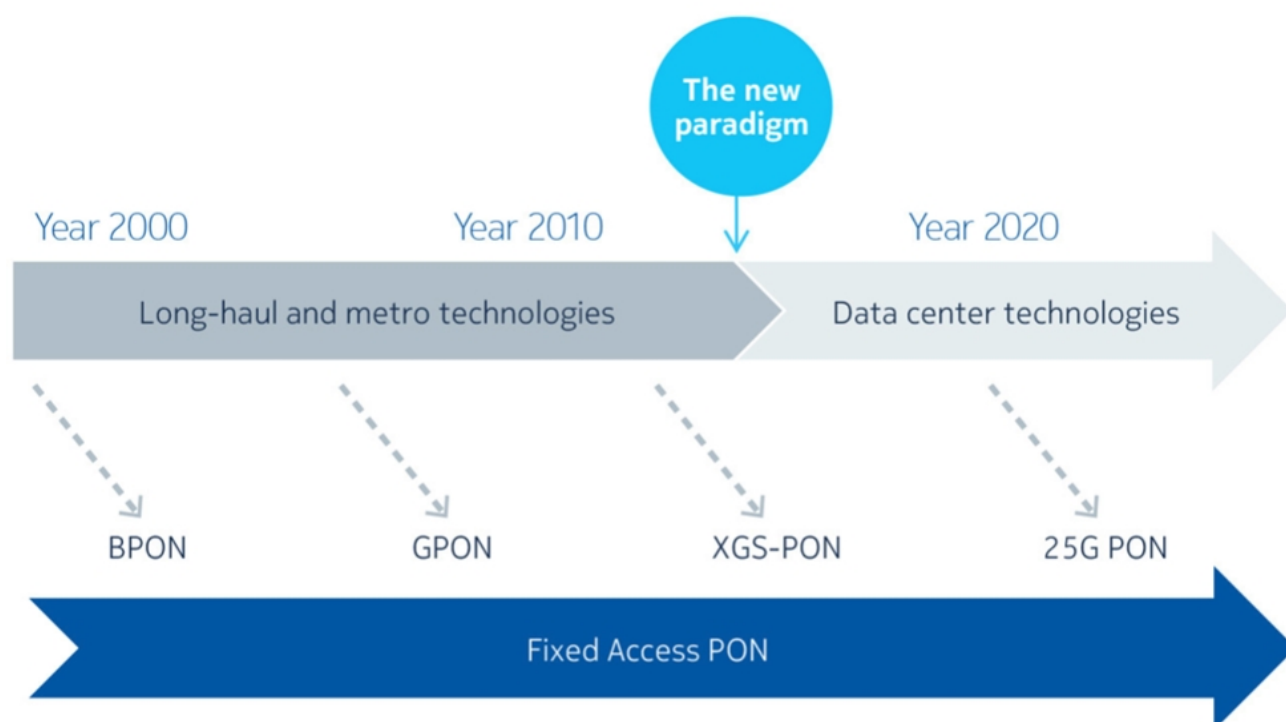 The new
paradigm
Year 2000
Year 2010
Year 2020
Long-haul and metro technologies
Data center technologies
BPON
GPON
XGS-PON
25G PON
Fixed Access PON